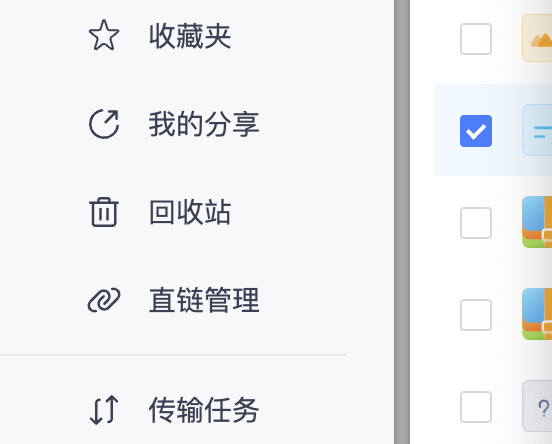 收藏夹
我的分享
回收站
直链管理
传输任务